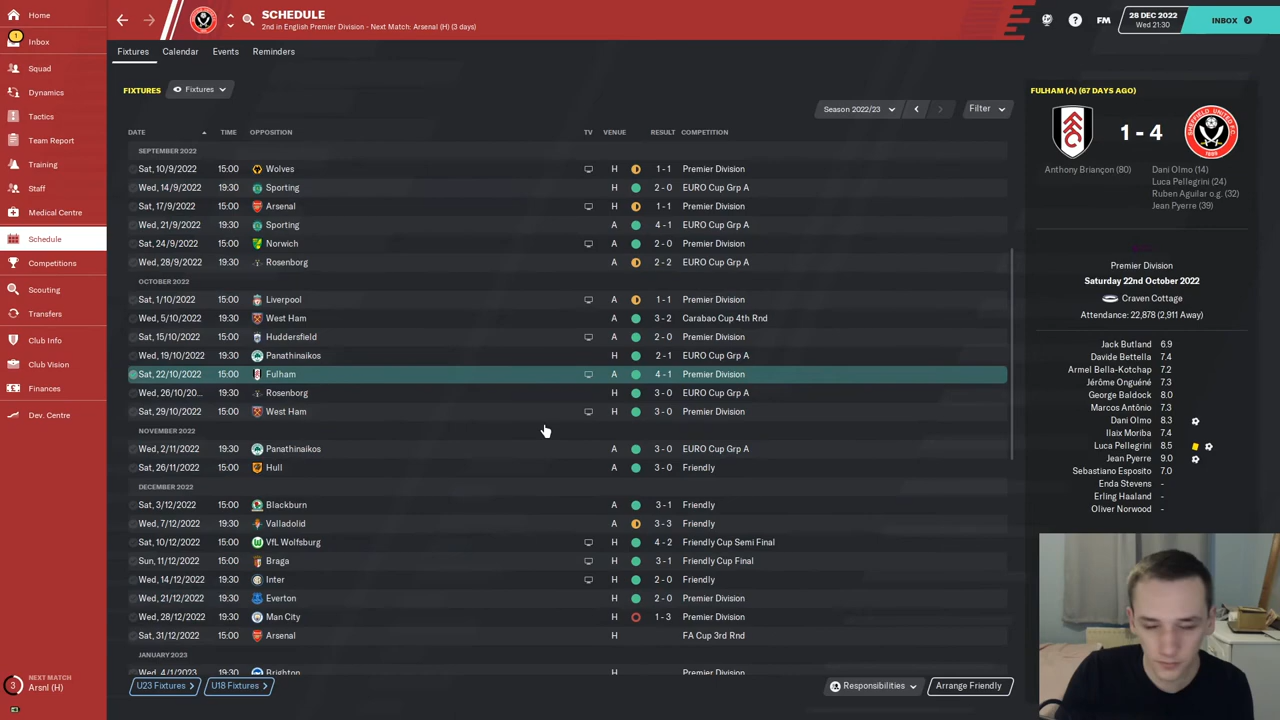 Home
1
Inbox
Squad
Dynamics
Tactics
Team Report
Training
Staff
Medical Centre
Schedule
Competitions
Scouting
Transfers
Club Info
Club Vision
Finances
Dev. Centre
3
NEXT MATCH
Arsnl (H)
SCHEDULE
2nd in English Premier Division - Next Match: Arsenal (H) (3 days)
?
FM
28 DEC 2022
Wed 21:30
INBOX
Fixtures
Calendar
Events
Reminders
FIXTURES
Fixtures
Season 2022/23
Filter
DATE TIME OPPOSITION TV VENUE RESULT COMPETITION
SEPTEMBER 2022
Sat, 10/9/2022 15:00 Wolves H 1 - 1 Premier Division
Wed, 14/9/2022 19:30 Sporting H 2 - 0 EURO Cup Grp A
Sat, 17/9/2022 15:00 Arsenal H 1 - 1 Premier Division
Wed, 21/9/2022 19:30 Sporting A 4 - 1 EURO Cup Grp A
Sat, 24/9/2022 15:00 Norwich A 2 - 0 Premier Division
Wed, 28/9/2022 19:30 Rosenborg A 2 - 2 EURO Cup Grp A
OCTOBER 2022
Sat, 1/10/2022 15:00 Liverpool A 1 - 1 Premier Division
Wed, 5/10/2022 19:30 West Ham A 3 - 2 Carabao Cup 4th Rnd
Sat, 15/10/2022 15:00 Huddersfield A 2 - 0 Premier Division
Wed, 19/10/2022 19:30 Panathinaikos H 2 - 1 EURO Cup Grp A
Sat, 22/10/2022 15:00 Fulham A 4 - 1 Premier Division
Wed, 26/10/20... 19:30 Rosenborg H 3 - 0 EURO Cup Grp A
Sat, 29/10/2022 15:00 West Ham H 3 - 0 Premier Division
NOVEMBER 2022
Wed, 2/11/2022 19:30 Panathinaikos A 3 - 0 EURO Cup Grp A
Sat, 26/11/2022 15:00 Hull A 3 - 0 Friendly
DECEMBER 2022
Sat, 3/12/2022 15:00 Blackburn A 3 - 1 Friendly
Wed, 7/12/2022 19:30 Valladolid A 3 - 3 Friendly
Sat, 10/12/2022 15:00 VfL Wolfsburg H 4 - 2 Friendly Cup Semi Final
Sun, 11/12/2022 15:00 Braga H 3 - 1 Friendly Cup Final
Wed, 14/12/2022 19:30 Inter H 2 - 0 Friendly
Wed, 21/12/2022 19:30 Everton H 2 - 0 Premier Division
Wed, 28/12/2022 19:30 Man City H 1 - 3 Premier Division
Sat, 31/12/2022 15:00 Arsenal H FA Cup 3rd Rnd
JANUARY 2023
Wed, 4/1/2023 19:30 Brighton H Premier Division
U23 Fixtures
U18 Fixtures
Responsibilities
Arrange Friendly
FULHAM (A) (67 DAYS AGO)
1 - 4
Anthony Briançon (80)
Dani Olmo (14)
Luca Pellegrini (24)
Ruben Aguilar o.g. (32)
Jean Pyerre (39)
Premier Division
Saturday 22nd October 2022
Craven Cottage
Attendance: 22,878 (2,911 Away)
Jack Butland 6.9
Davide Bettella 7.4
Armel Bella-Kotchap 7.2
Jérôme Onguéné 7.3
George Baldock 8.0
Marcos Antônio 7.3
Dani Olmo 8.3
Ilaix Moriba 7.4
Luca Pellegrini 8.5
Jean Pyerre 9.0
Sebastiano Esposito 7.0
Enda Stevens -
Erling Haaland -
Oliver Norwood -